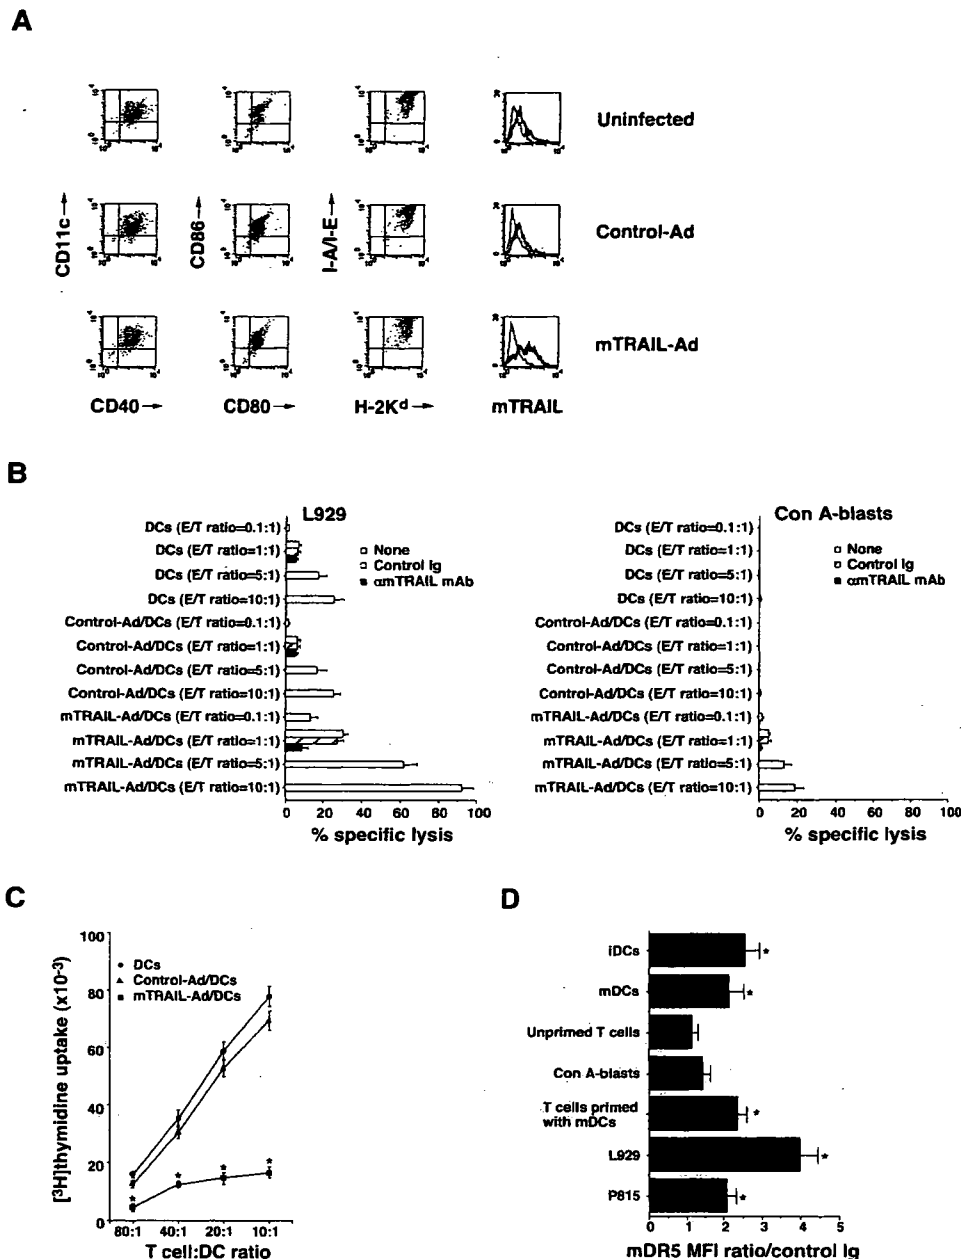 A
Uninfected
Control-Ad
mTRAIL-Ad
CD11c
CD86
I-A/I-E
CD40
CD80
H-2Kd
mTRAIL
B
L929
DCs (E/T ratio=0.1:1)
DCs (E/T ratio=1:1)
DCs (E/T ratio=5:1)
DCs (E/T ratio=10:1)
Control-Ad/DCs (E/T ratio=0.1:1)
Control-Ad/DCs (E/T ratio=1:1)
Control-Ad/DCs (E/T ratio=5:1)
Control-Ad/DCs (E/T ratio=10:1)
mTRAIL-Ad/DCs (E/T ratio=0.1:1)
mTRAIL-Ad/DCs (E/T ratio=1:1)
mTRAIL-Ad/DCs (E/T ratio=5:1)
mTRAIL-Ad/DCs (E/T ratio=10:1)
None
Control Ig
αmTRAIL mAb
0 20 40 60 80 100
% specific lysis
Con A-blasts
DCs (E/T ratio=0.1:1)
DCs (E/T ratio=1:1)
DCs (E/T ratio=5:1)
DCs (E/T ratio=10:1)
Control-Ad/DCs (E/T ratio=0.1:1)
Control-Ad/DCs (E/T ratio=1:1)
Control-Ad/DCs (E/T ratio=5:1)
Control-Ad/DCs (E/T ratio=10:1)
mTRAIL-Ad/DCs (E/T ratio=0.1:1)
mTRAIL-Ad/DCs (E/T ratio=1:1)
mTRAIL-Ad/DCs (E/T ratio=5:1)
mTRAIL-Ad/DCs (E/T ratio=10:1)
None
Control Ig
αmTRAIL mAb
0 20 40 60 80 100
% specific lysis
C
[3H]thymidine uptake (x10-3)
100
80
60
40
20
0
DCs
Control-Ad/DCs
mTRAIL-Ad/DCs
* * * *
80:1 40:1 20:1 10:1
T cell:DC ratio
D
iDCs *
mDCs *
Unprimed T cells
Con A-blasts
T cells primed
with mDCs *
L929 *
P815 *
0 1 2 3 4 5
mDR5 MFI ratio/control Ig